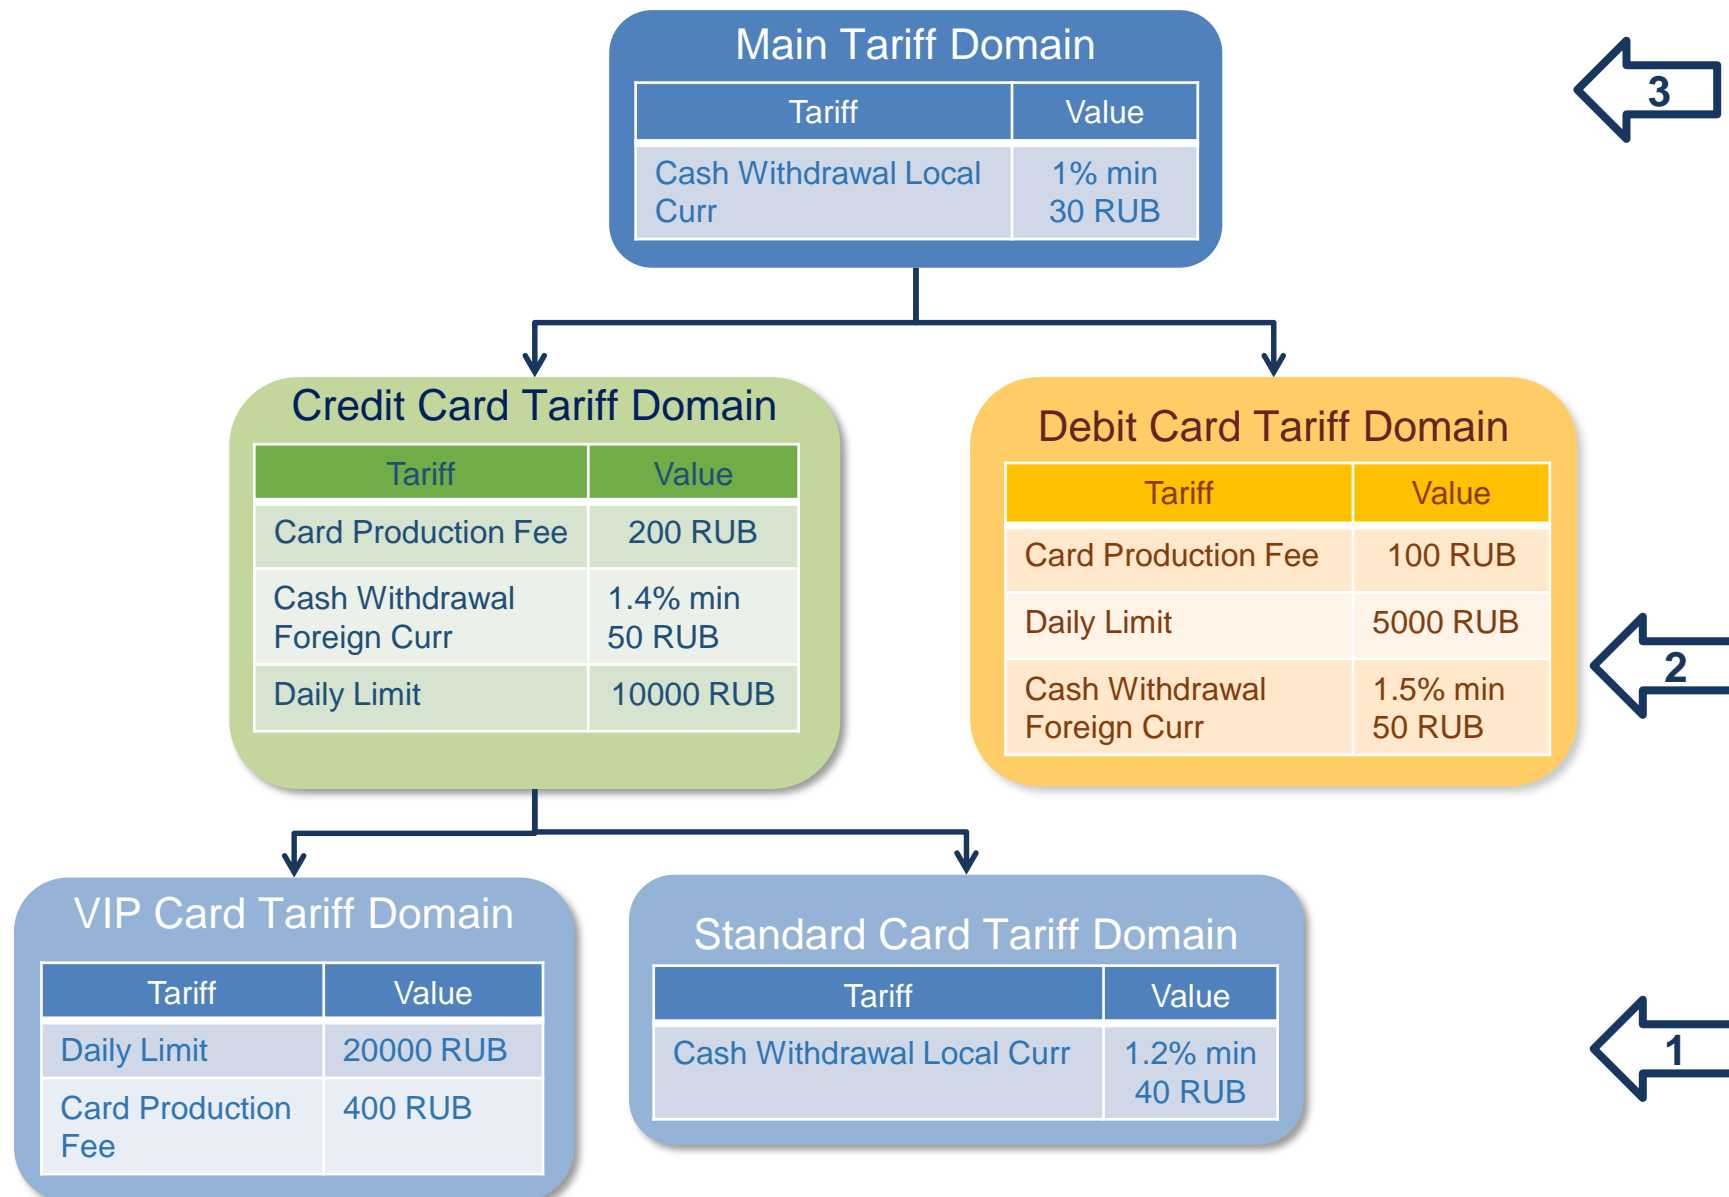 Main Tariff Domain
Tariff Value
Cash Withdrawal Local 1% min
Curr 30 RUB
3
Credit Card Tariff Domain
Tariff Value
Card Production Fee 200 RUB
Cash Withdrawal 1.4% min
Foreign Curr 50 RUB
Daily Limit 10000 RUB
Debit Card Tariff Domain
Tariff Value
Card Production Fee 100 RUB
Daily Limit 5000 RUB
Cash Withdrawal 1.5% min
Foreign Curr 50 RUB
2
VIP Card Tariff Domain
Tariff Value
Daily Limit 20000 RUB
Card Production 400 RUB
Fee
Standard Card Tariff Domain
Tariff Value
Cash Withdrawal Local Curr 1.2% min
40 RUB
1